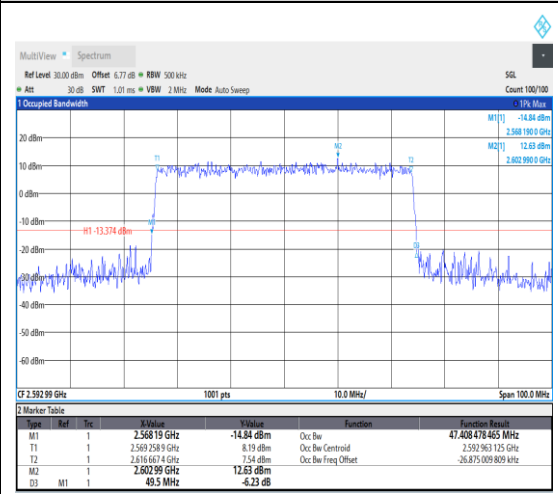 MultiView Spectrum
Ref Level 30.00 dBm Offset 6.77 dB RBW 500 kHz SGL
Att 30 dB SWT 1.01 ms VBW 2 MHz Mode Auto Sweep Count 100/100
1 Occupied Bandwidth 1Pk Max
M1[1] -14.84 dBm
2.568 190 0 GHz
M2[1] 12.63 dBm
2.602 990 0 GHz
20 dBm
M2
T1 T2
10 dBm
0 dBm
-10 dBm
M1
H1 -13.374 dBm
-20 dBm
D3
-30 dBm
-40 dBm
-50 dBm
-60 dBm
CF 2.592 99 GHz 1001 pts 10.0 MHz/ Span 100.0 MHz
2 Marker Table
Type Ref Trc X-Value Y-Value Function Function Result
M1 1 2.568 19 GHz -14.84 dBm Occ Bw 47.408 478 465 MHz
T1 1 2.569 258 9 GHz 8.19 dBm Occ Bw Centroid 2.592 963 125 GHz
T2 1 2.616 667 4 GHz 7.54 dBm Occ Bw Freq Offset -26.875 009 809 kHz
M2 1 2.602 99 GHz 12.63 dBm
D3 M1 1 49.5 MHz -6.23 dB